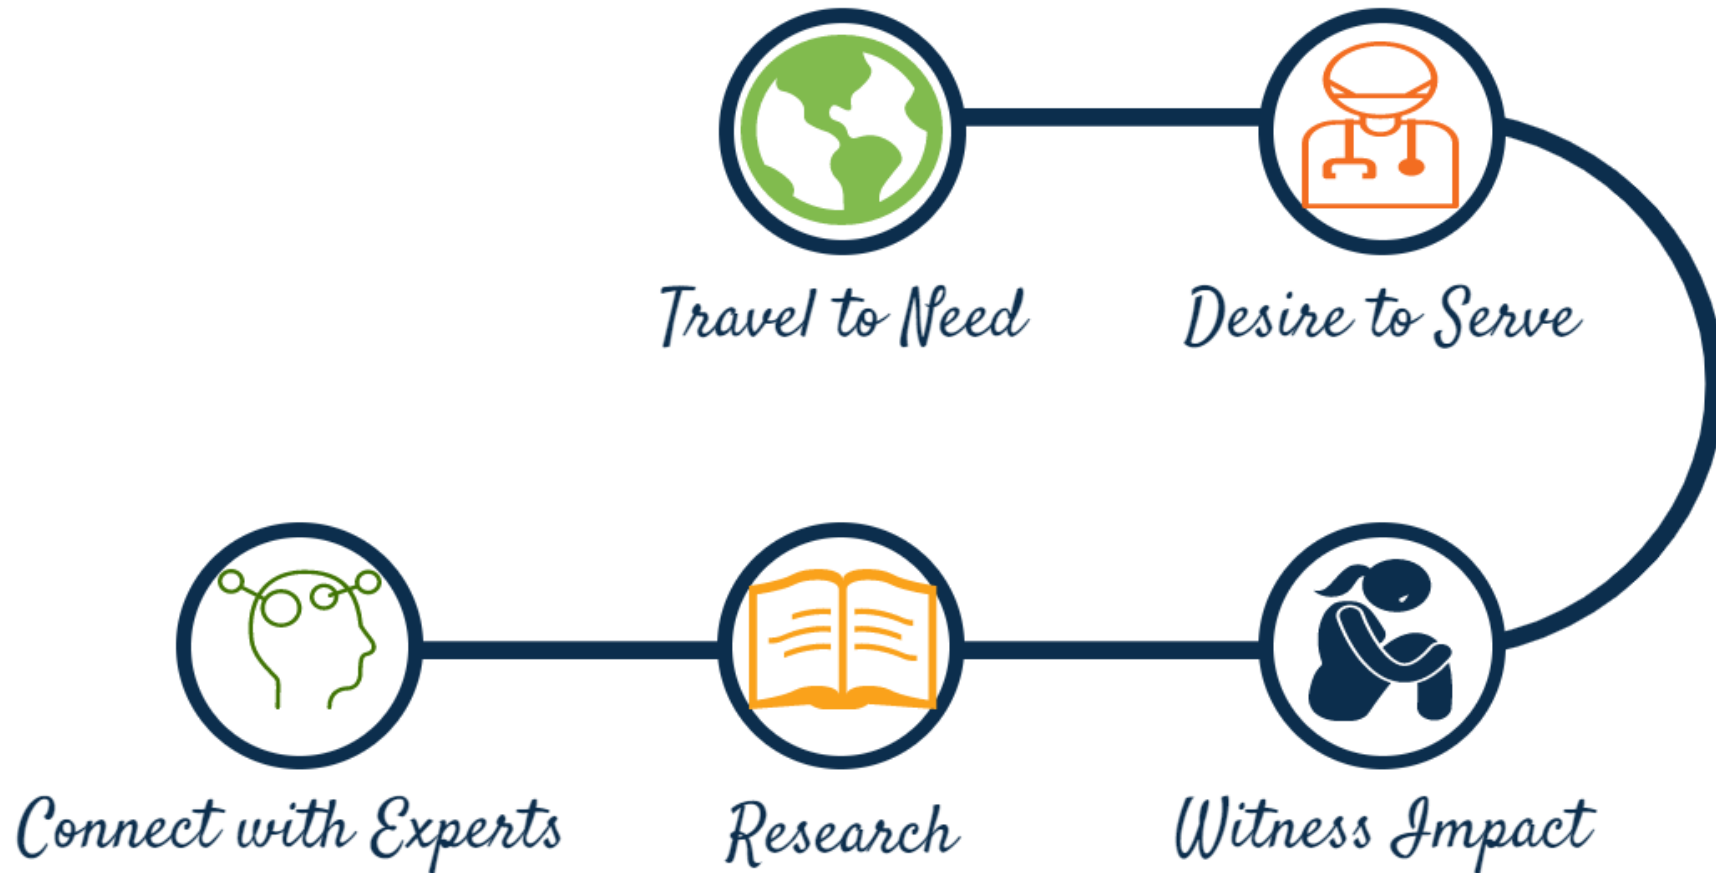 Travel to Need
Desire to Serve
Connect with Experts
Research
Witness Impact